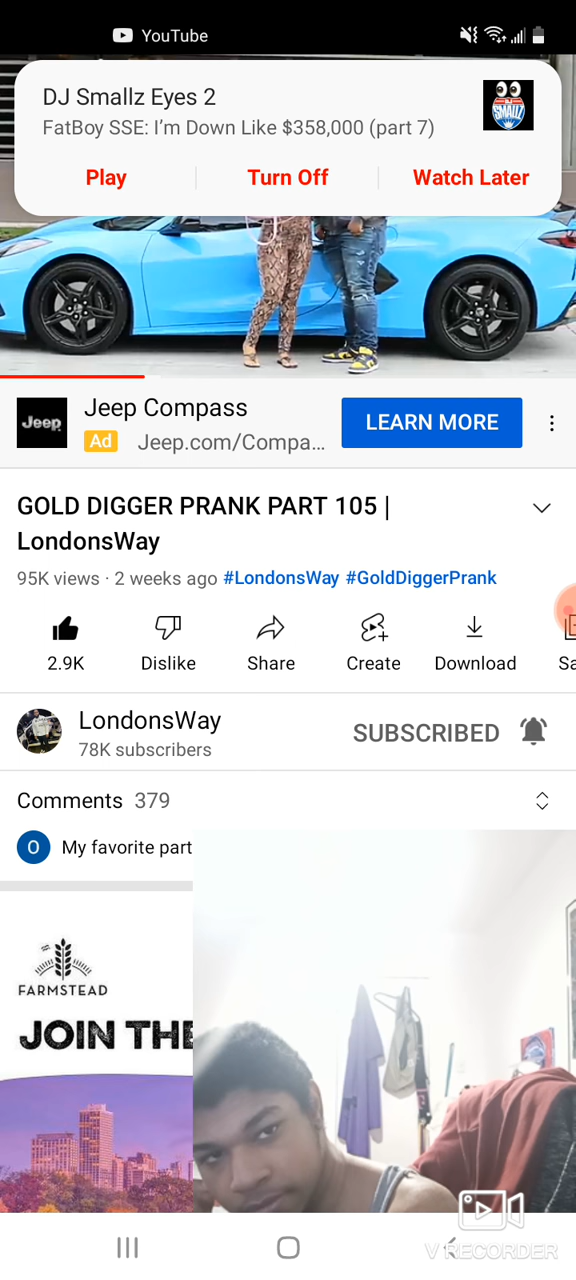 YouTube
DJ Smallz Eyes 2
FatBoy SSE: I'm Down Like $358,000 (part 7)
SMALLZ
Play Turn Off Watch Later
Jeep
Jeep Compass
Ad Jeep.com/Compa...
LEARN MORE
GOLD DIGGER PRANK PART 105 |
LondonsWay
95K views · 2 weeks ago #LondonsWay #GoldDiggerPrank
2.9K Dislike Share Create Download Sa
LondonsWay
78K subscribers
SUBSCRIBED
Comments 379
O My favorite part
FARMSTEAD
JOIN THE
V RECORDER